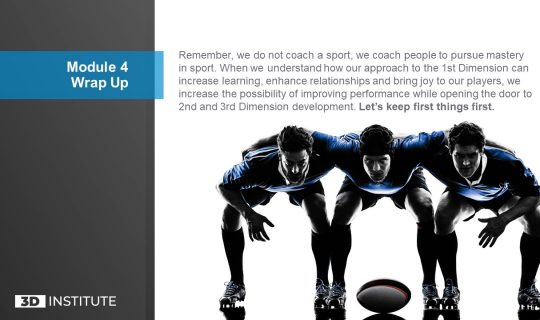 Module 4
Wrap Up
Remember, we do not coach a sport, we coach people to pursue mastery
in sport. When we understand how our approach to the 1st Dimension can
increase learning, enhance relationships and bring joy to our players, we
increase the possibility of improving performance while opening the door to
2nd and 3rd Dimension development. Let's keep first things first.
3D INSTITUTE